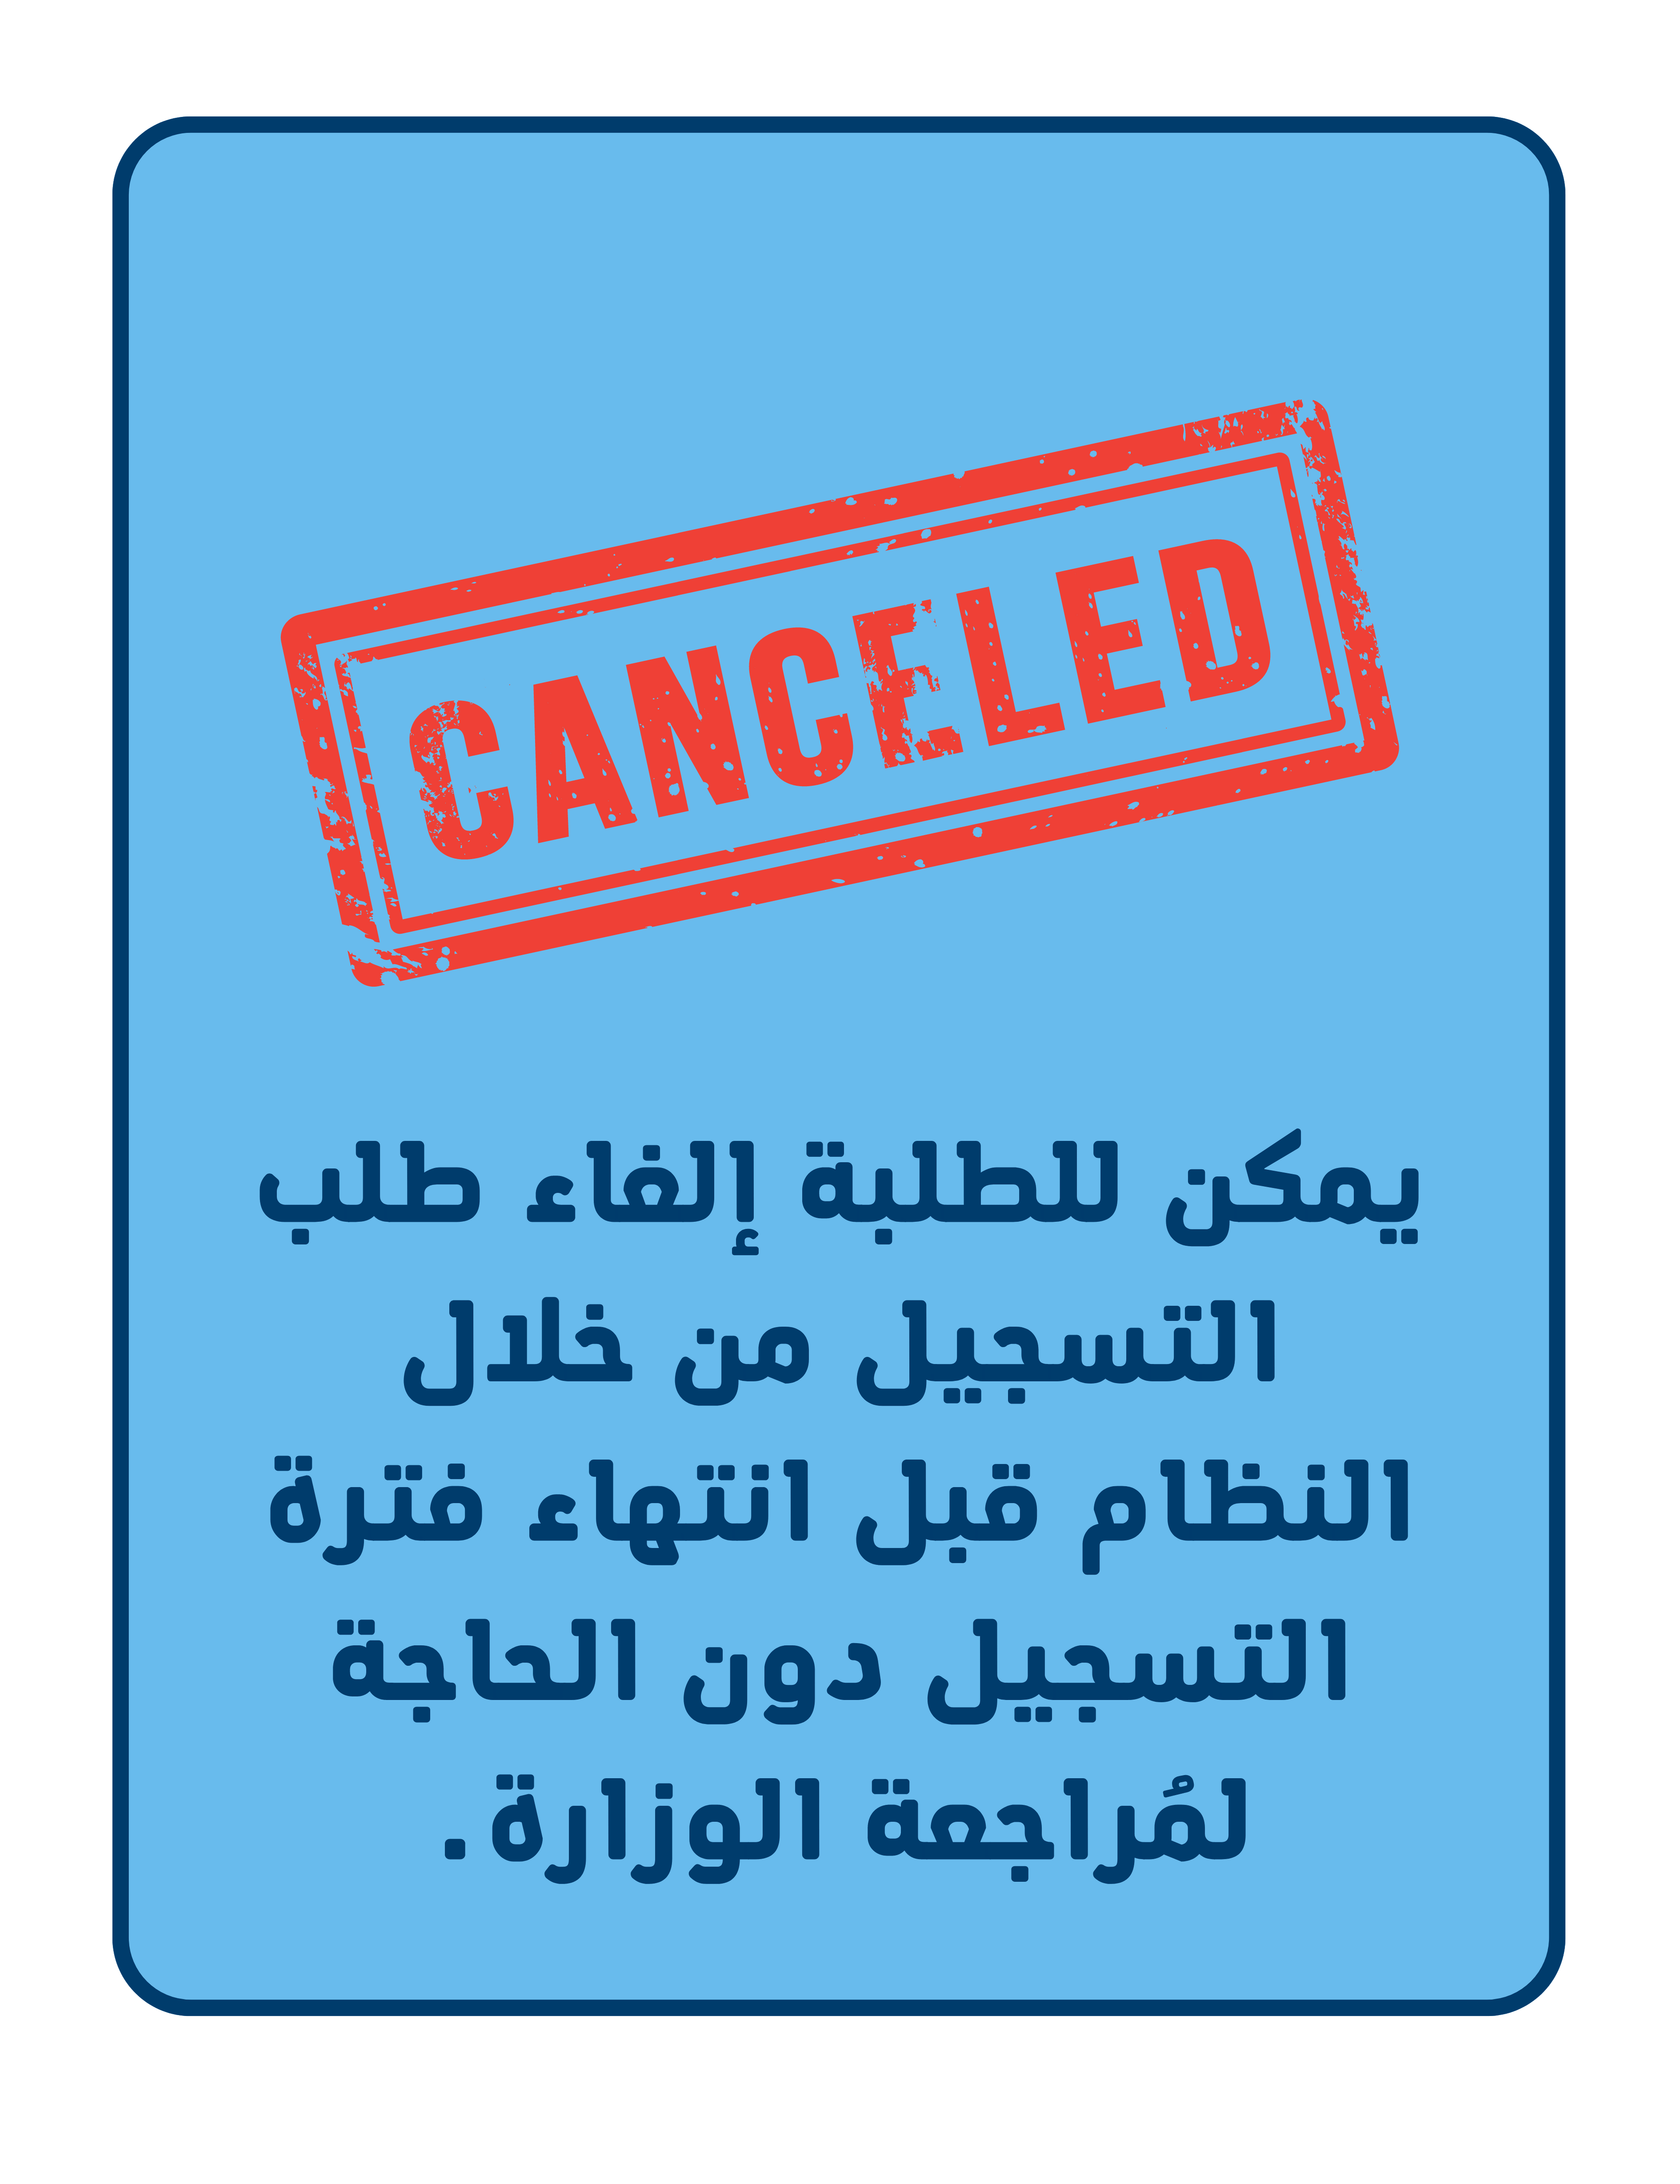 CANCELED
يمكن للطلبة إلغاء طلب
التسجيل من خلال
النظام قبل انتهاء فترة
التسجيل دون الحاجة
لمُراجعة الوزارة.